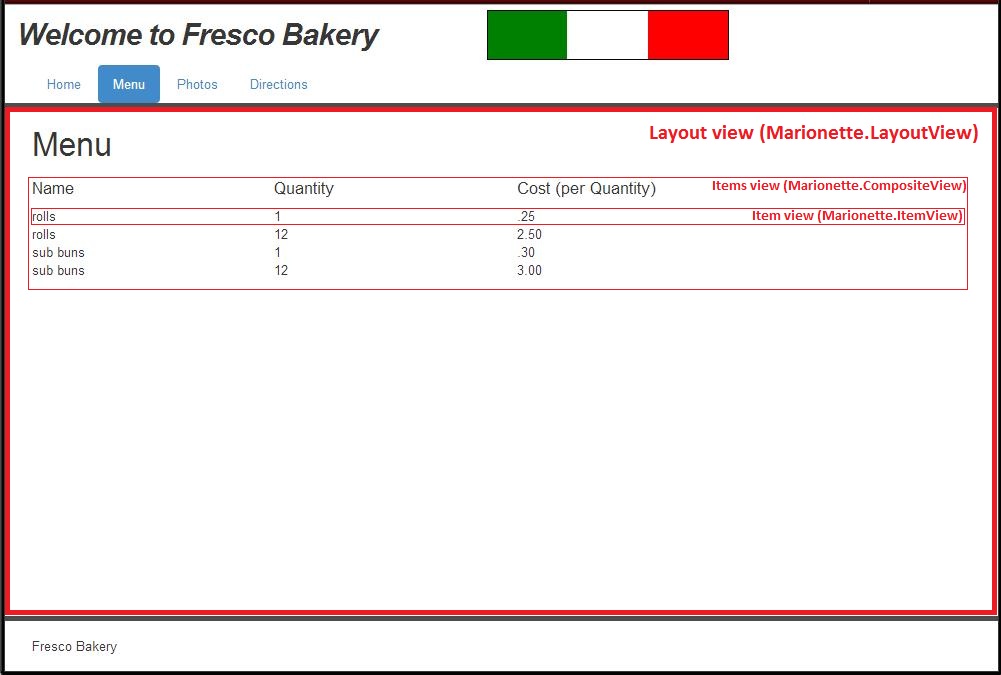 Welcome to Fresco Bakery
Home Menu Photos Directions
Layout view (Marionette.LayoutView)
Menu
Items view (Marionette.CompositeView)
Name Quantity Cost (per Quantity)
rolls 1 .25 Item view (Marionette.ItemView)
rolls 12 2.50
sub buns 1 .30
sub buns 12 3.00
Fresco Bakery